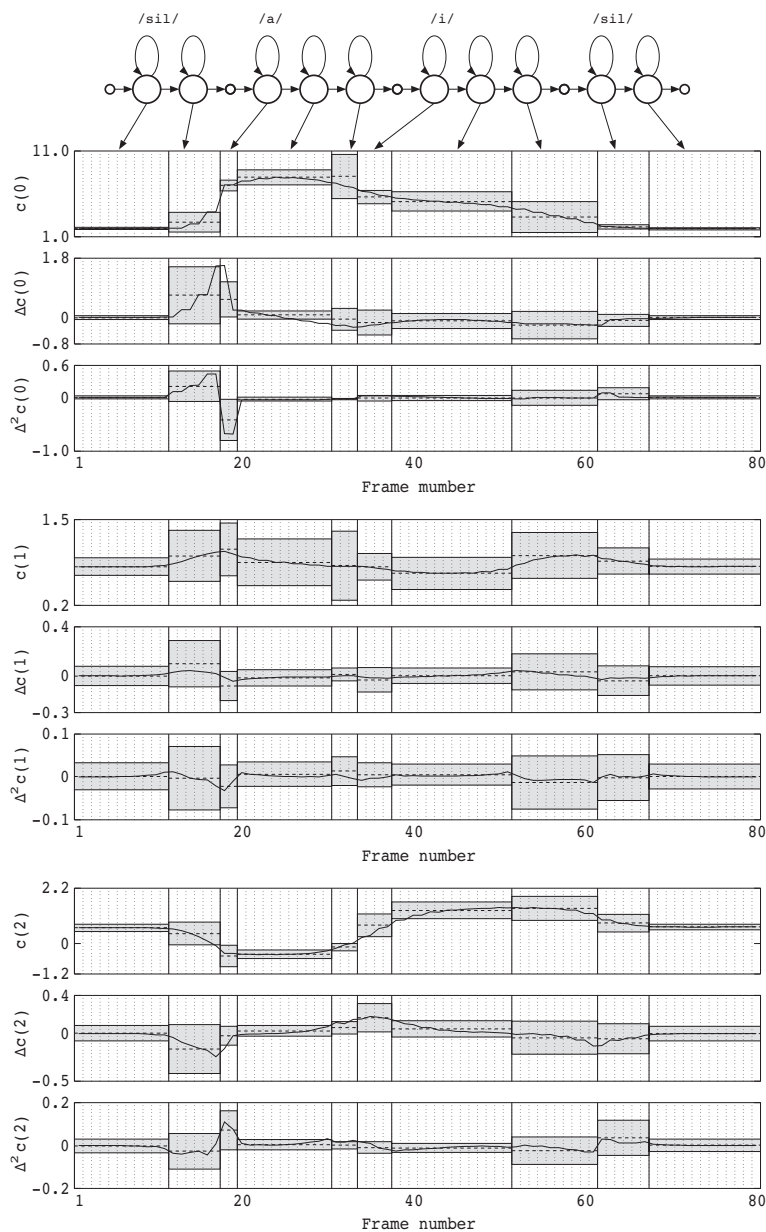 /sil/ /a/ /i/ /sil/
11.0
c(0)
1.0
1.8
Δc(0)
0
-0.8
0.6
Δ²c(0)
0
-1.0
1 20 40 60 80
Frame mumber
1.5
c(1)
0.2
0.4
Δc(1)
0
-0.3
0.1
Δ²c(1)
0
-0.1
1 20 40 60 80
Frame number
2.2
c(2)
0
-1.2
0.4
Δc(2)
0
-0.5
0.2
Δ²c(2)
0
-0.2
1 20 40 60 80
Frame number